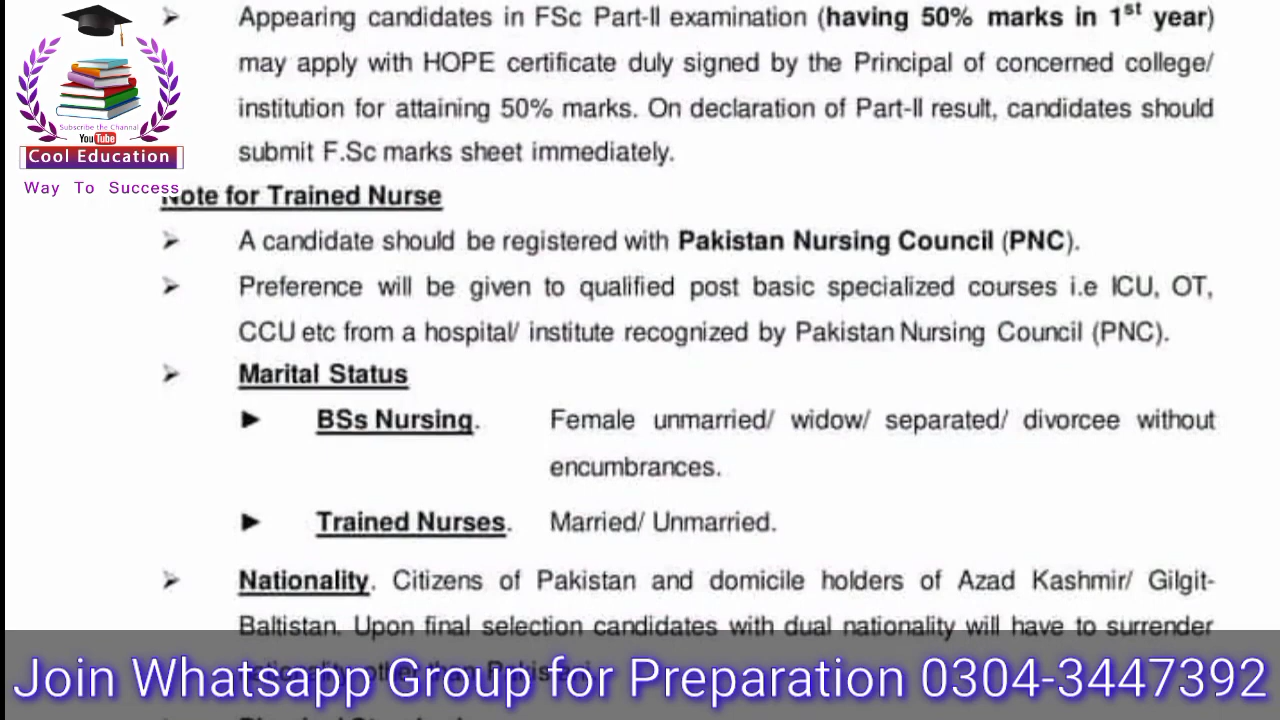 ➢ Appearing candidates in FSc Part-II examination (having 50% marks in 1st year)
may apply with HOPE certificate duly signed by the Principal of concerned college/
institution for attaining 50% marks. On declaration of Part-II result, candidates should
submit F.Sc marks sheet immediately.
Subscribe the Channel
YouTube
Cool Education
Way To Success
Note for Trained Nurse
➢ A candidate should be registered with Pakistan Nursing Council (PNC).
➢ Preference will be given to qualified post basic specialized courses i.e ICU, OT,
CCU etc from a hospital/ institute recognized by Pakistan Nursing Council (PNC).
➢ Marital Status
► BSs Nursing. Female unmarried/ widow/ separated/ divorcee without
encumbrances.
► Trained Nurses. Married/ Unmarried.
➢ Nationality. Citizens of Pakistan and domicile holders of Azad Kashmir/ Gilgit-
Baltistan. Upon final selection candidates with dual nationality will have to surrender
Join Whatsapp Group for Preparation 0304-3447392